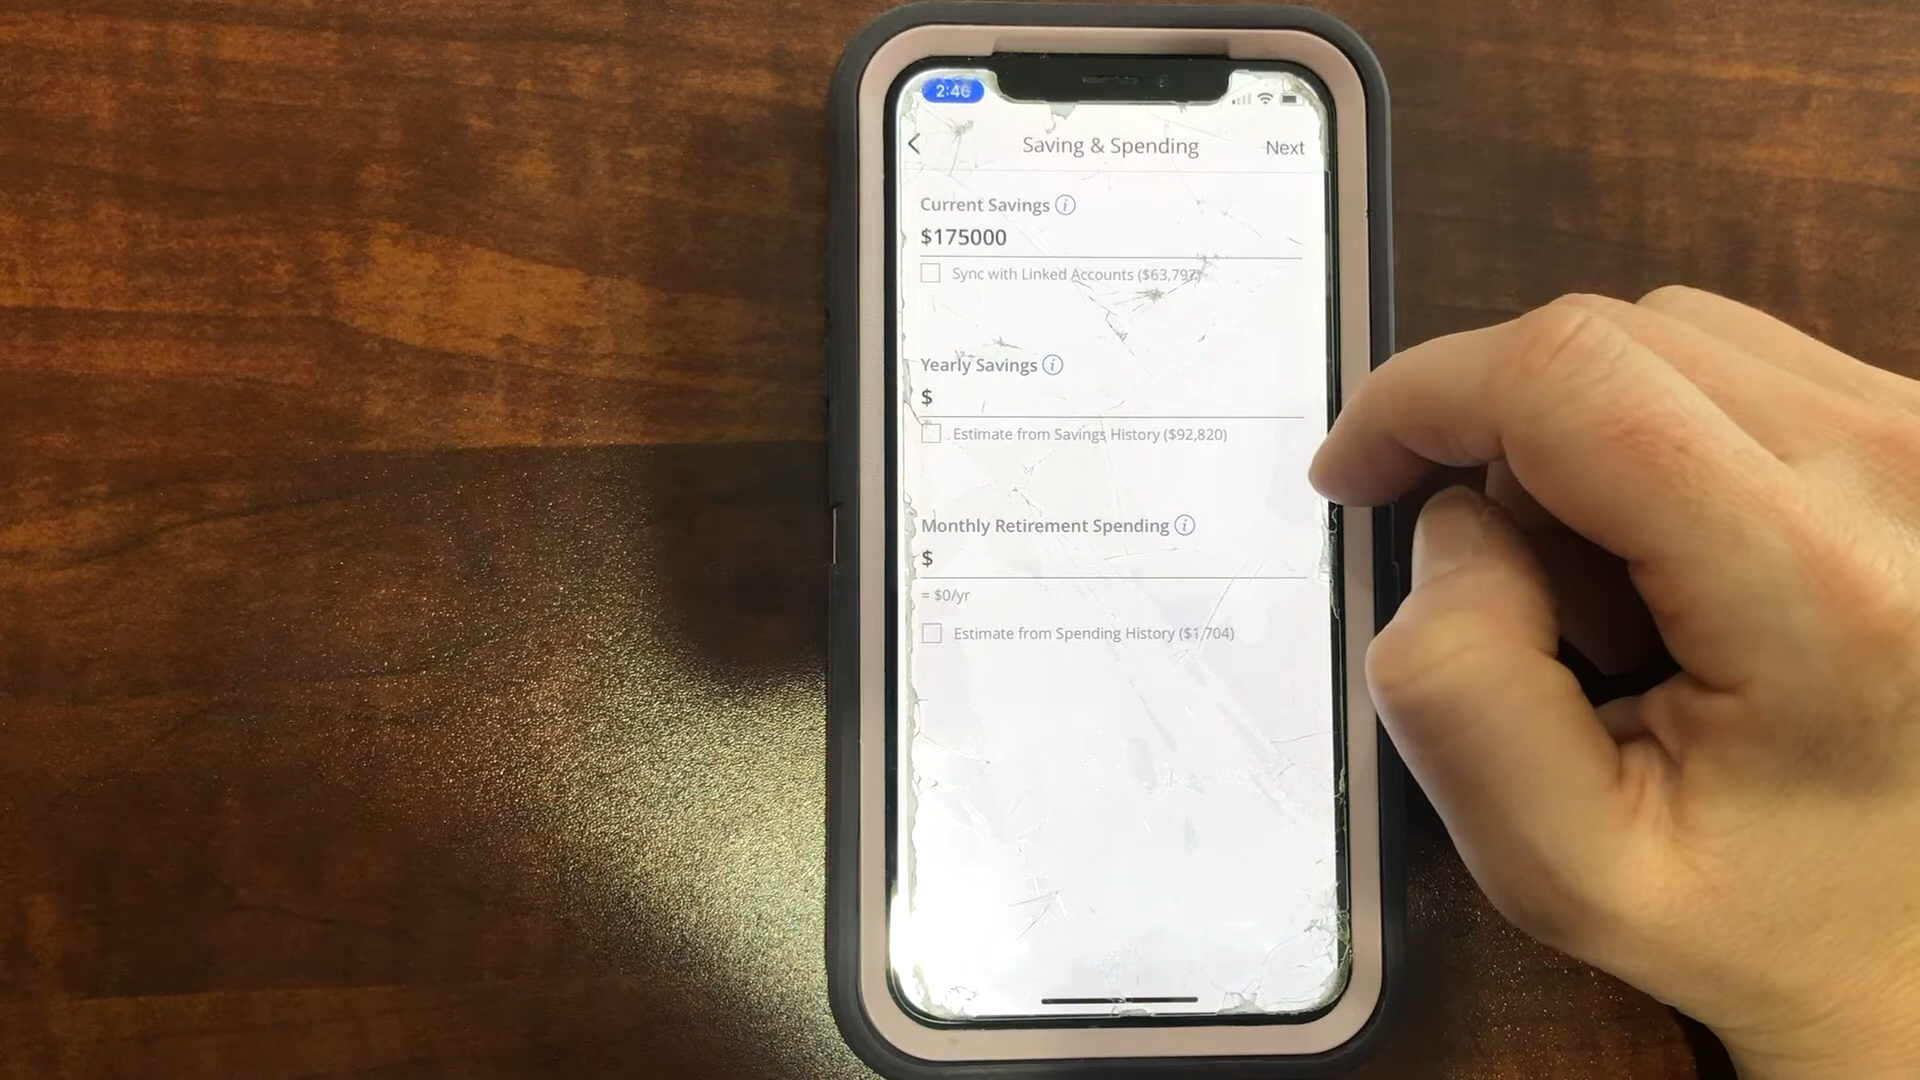 2:46
Saving & Spending
Next
Current Savings
$175000
Sync with Linked Accounts ($63,797)
Yearly Savings
$
Estimate from Savings History ($92,820)
Monthly Retirement Spending
$
= $0/yr
Estimate from Spending History ($1,704)